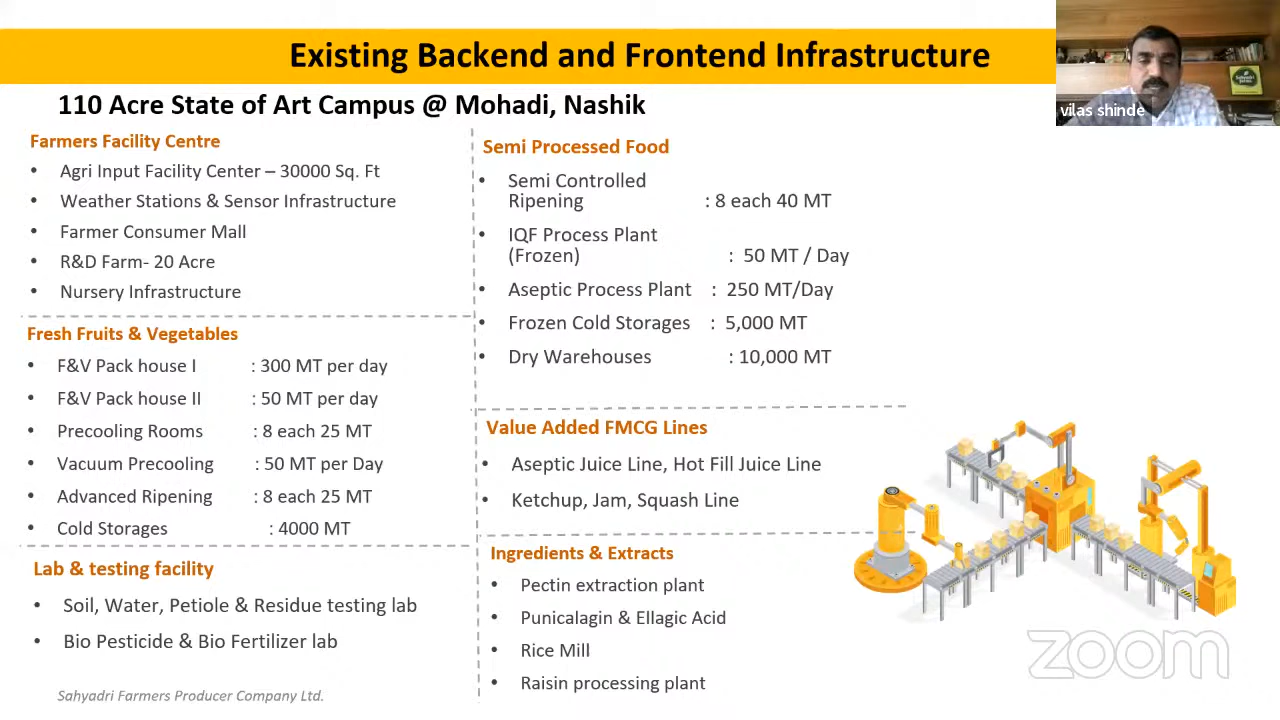 Existing Backend and Frontend Infrastructure
vilas shinde
110 Acre State of Art Campus @ Mohadi, Nashik
Farmers Facility Centre
• Agri Input Facility Center – 30000 Sq. Ft
• Weather Stations & Sensor Infrastructure
• Farmer Consumer Mall
• R&D Farm- 20 Acre
• Nursery Infrastructure
Fresh Fruits & Vegetables
• F&V Pack house I : 300 MT per day
• F&V Pack house II : 50 MT per day
• Precooling Rooms : 8 each 25 MT
• Vacuum Precooling : 50 MT per Day
• Advanced Ripening : 8 each 25 MT
• Cold Storages : 4000 MT
Lab & testing facility
• Soil, Water, Petiole & Residue testing lab
• Bio Pesticide & Bio Fertilizer lab
Semi Processed Food
• Semi Controlled
Ripening : 8 each 40 MT
• IQF Process Plant
(Frozen) : 50 MT / Day
• Aseptic Process Plant : 250 MT/Day
• Frozen Cold Storages : 5,000 MT
• Dry Warehouses : 10,000 MT
Value Added FMCG Lines
• Aseptic Juice Line, Hot Fill Juice Line
• Ketchup, Jam, Squash Line
Ingredients & Extracts
• Pectin extraction plant
• Punicalagin & Ellagic Acid
• Rice Mill
• Raisin processing plant
Sahyadri Farmers Producer Company Ltd.
zoom